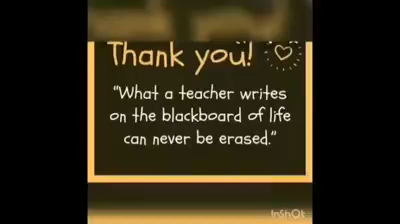 Thank you!
"What a teacher writes
on the blackboard of life
can never be erased."
InShOt